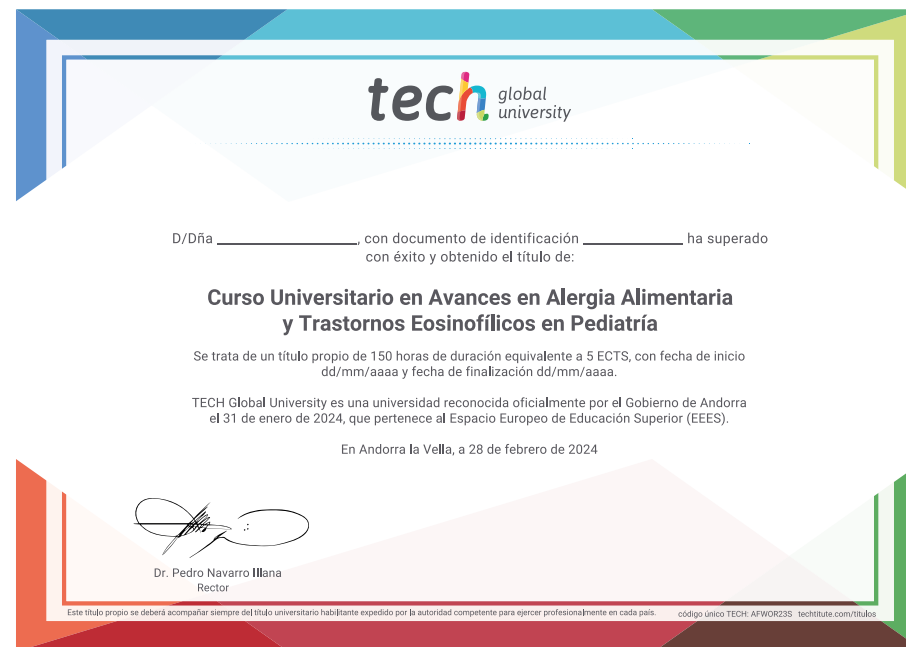 tech global university
D/Dña ____________________, con documento de identificación ______________ ha superado
con éxito y obtenido el título de:
Curso Universitario en Avances en Alergia Alimentaria
y Trastornos Eosinofílicos en Pediatría
Se trata de un título propio de 150 horas de duración equivalente a 5 ECTS, con fecha de inicio
dd/mm/aaaa y fecha de finalización dd/mm/aaaa.
TECH Global University es una universidad reconocida oficialmente por el Gobierno de Andorra
el 31 de enero de 2024, que pertenece al Espacio Europeo de Educación Superior (EEES).
En Andorra la Vella, a 28 de febrero de 2024
Dr. Pedro Navarro Illana
Rector
Este título propio se deberá acompañar siempre del título universitario habilitante expedido por la autoridad competente para ejercer profesionalmente en cada país. código único TECH: AFWOR23S techtitute.com/titulos